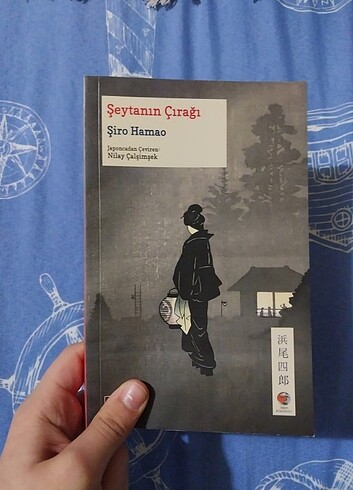 Şeytanın Çırağı
Şiro Hamao
Japoncadan Çeviren:
Nilay Çalşimşek
浜尾四郎